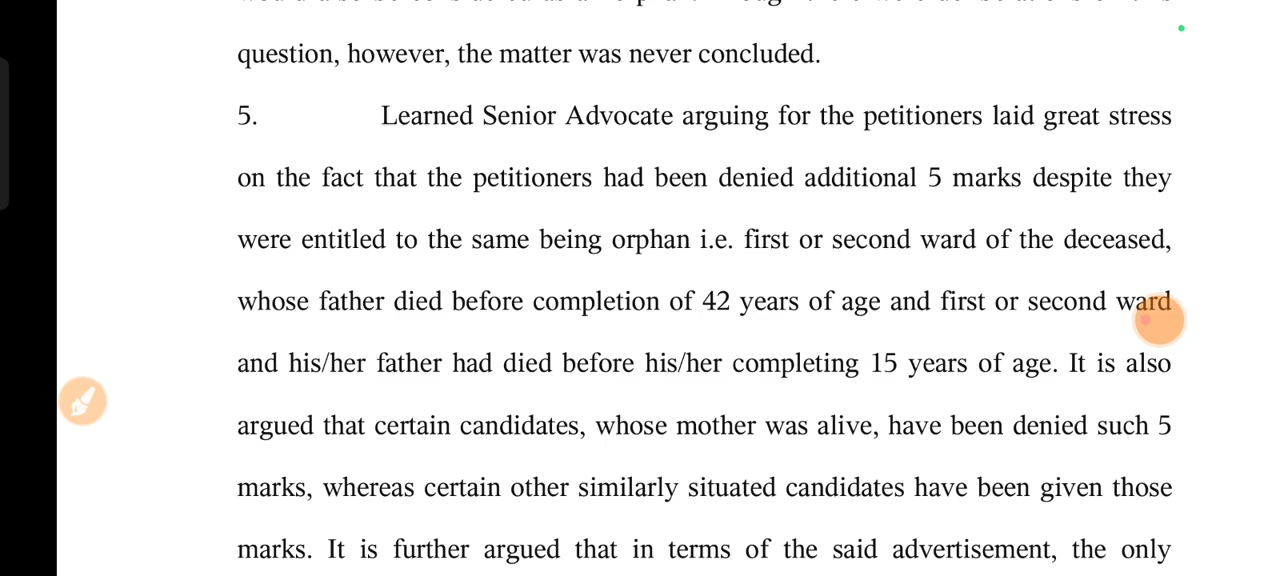 question, however, the matter was never concluded.
5. Learned Senior Advocate arguing for the petitioners laid great stress
on the fact that the petitioners had been denied additional 5 marks despite they
were entitled to the same being orphan i.e. first or second ward of the deceased,
whose father died before completion of 42 years of age and first or second ward
and his/her father had died before his/her completing 15 years of age. It is also
argued that certain candidates, whose mother was alive, have been denied such 5
marks, whereas certain other similarly situated candidates have been given those
marks. It is further argued that in terms of the said advertisement, the only